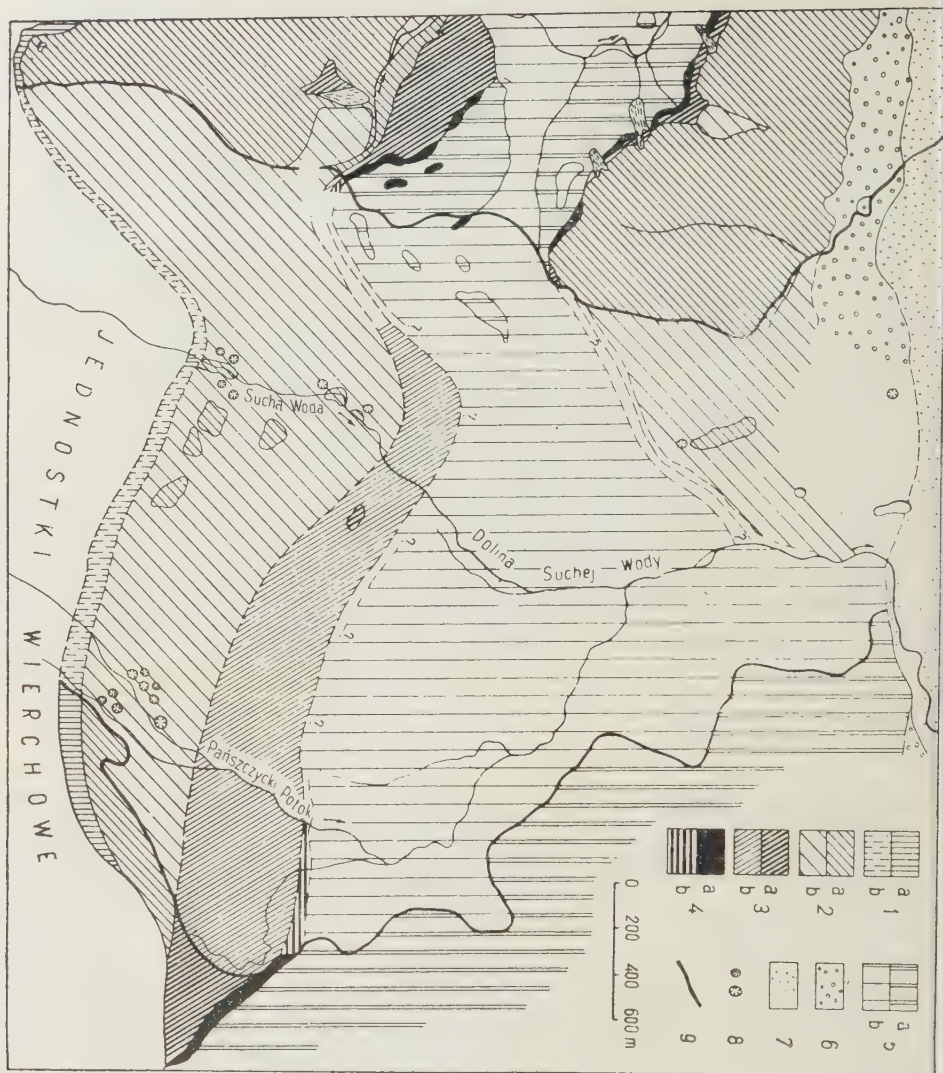 JEDNOSTKI WIERCHOWE
Sucha Woda
Dolina Suchej Wody
Pańszczycki Potok
?
?
?
?
?
?
?
a
b
1
a
b
2
a
b
3
a
b
4
a
b
5
6
7
8
9
0 200 400 600 m